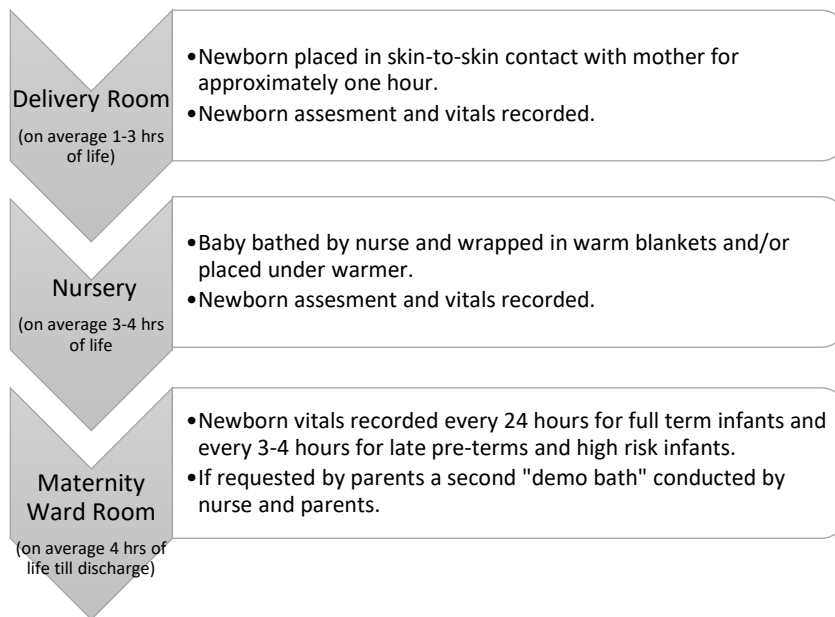 Delivery Room
(on average 1-3 hrs
of life)
•Newborn placed in skin-to-skin contact with mother for
approximately one hour.
•Newborn assesment and vitals recorded.
Nursery
(on average 3-4 hrs
of life
•Baby bathed by nurse and wrapped in warm blankets and/or
placed under warmer.
•Newborn assesment and vitals recorded.
Maternity
Ward Room
(on average 4 hrs of
life till discharge)
•Newborn vitals recorded every 24 hours for full term infants and
every 3-4 hours for late pre-terms and high risk infants.
•If requested by parents a second "demo bath" conducted by
nurse and parents.